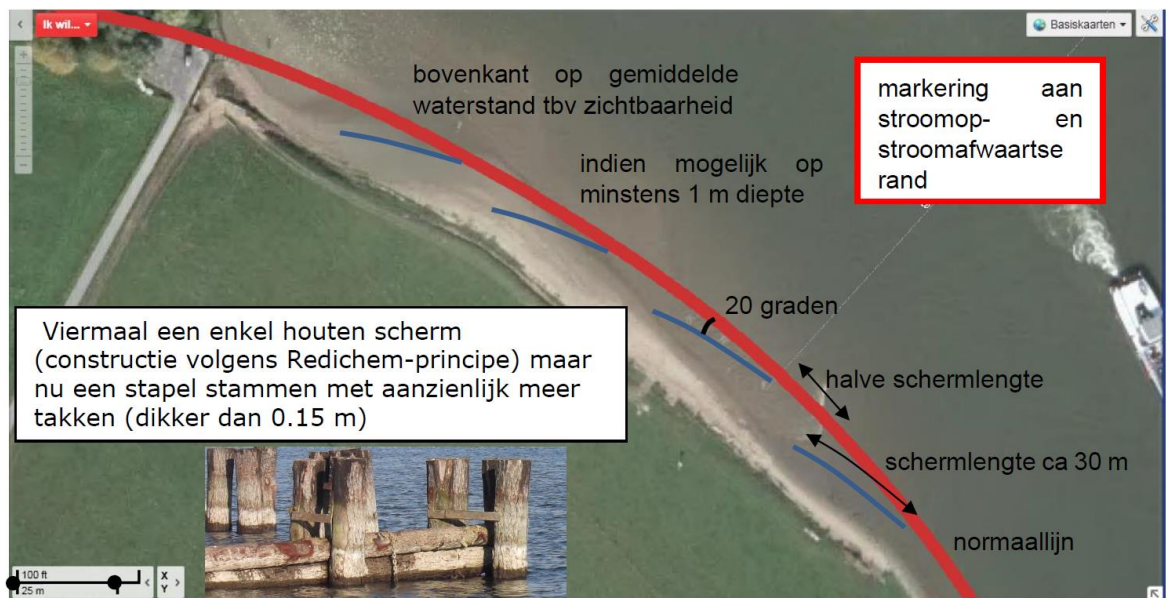 Ik wil...
Basiskaarten
bovenkant op gemiddelde
waterstand tbv zichtbaarheid
markering aan
stroomop- en
stroomafwaartse
rand
indien mogelijk op
minstens 1 m diepte
20 graden
Viermaal een enkel houten scherm
(constructie volgens Redichem-principe) maar
nu een stapel stammen met aanzienlijk meer
takken (dikker dan 0.15 m)
halve schermlengte
schermlengte ca 30 m
normaallijn
100 ft
25 m
X
Y